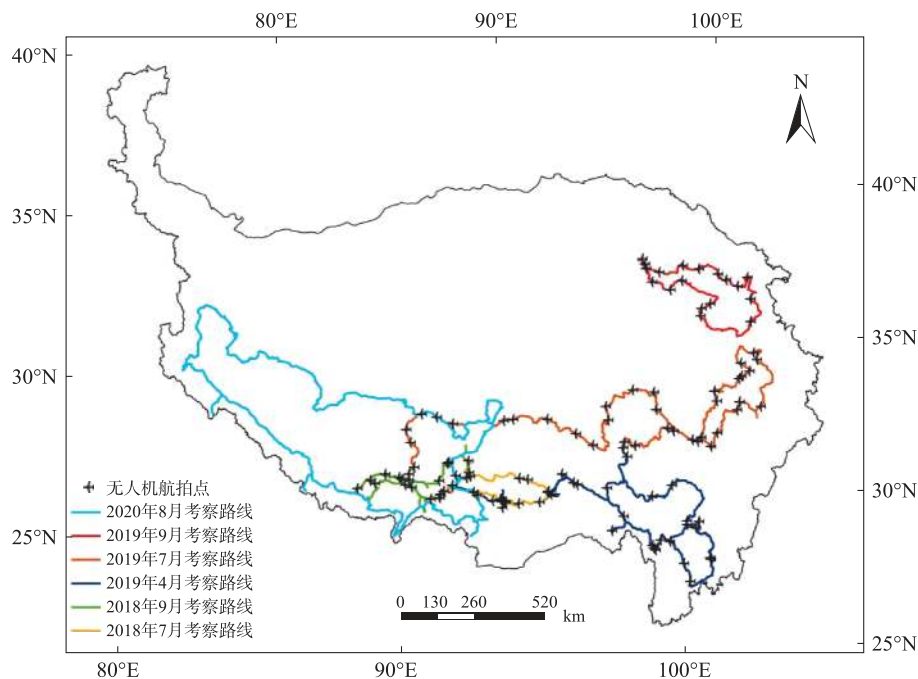 80°E 90°E 100°E
40°N
N
40°N
35°N
35°N
30°N
无人机航拍点
30°N
2020年8月考察路线
25°N
2019年9月考察路线
2019年7月考察路线
2019年4月考察路线
0 130 260 520
km
2018年9月考察路线
2018年7月考察路线
25°N
80°E 90°E 100°E